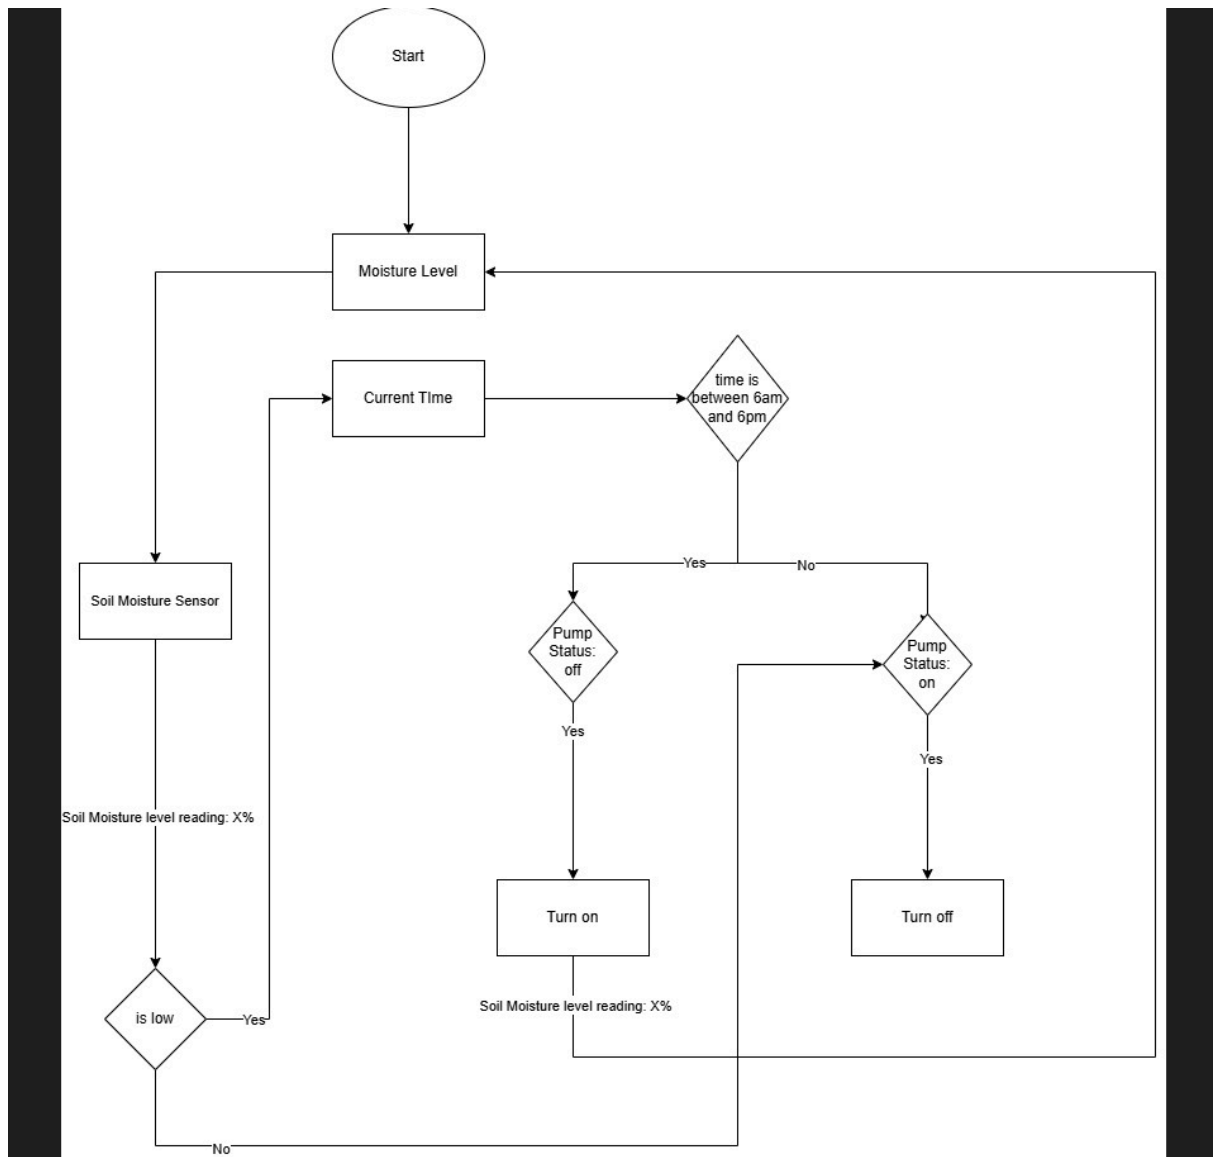 Start
Moisture Level
Current TIme
time is
between 6am
and 6pm
Yes
No
Soil Moisture Sensor
Pump
Status:
off
Pump
Status:
on
Yes
Yes
Soil Moisture level reading: X%
Turn on
Turn off
Soil Moisture level reading: X%
is low
Yes
No